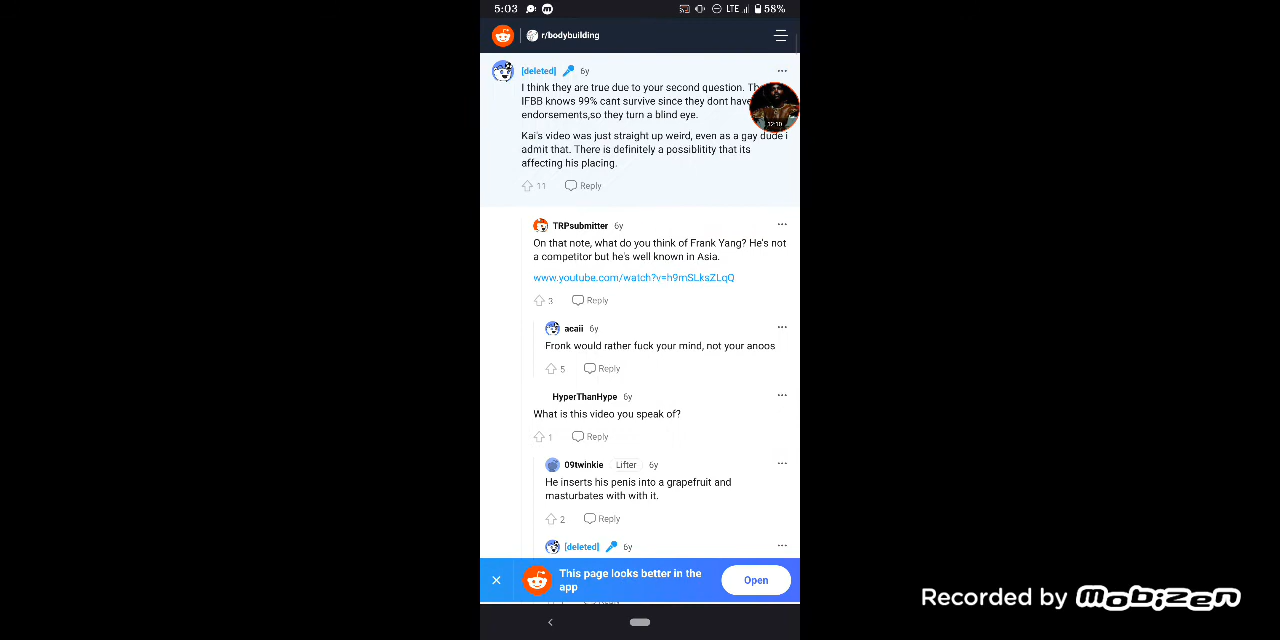 5:03 LTE 58%
r/bodybuilding
[deleted] 6y
I think they are true due to your second question. Th
IFBB knows 99% cant survive since they dont have
endorsements,so they turn a blind eye.
12:10
Kai's video was just straight up weird, even as a gay dude i
admit that. There is definitely a possiblitity that its
affecting his placing.
11 Reply
TRPsubmitter 6y
On that note, what do you think of Frank Yang? He's not
a competitor but he's well known in Asia.
www.youtube.com/watch?v=h9mSLksZLqQ
3 Reply
acaii 6y
Fronk would rather fuck your mind, not your anoos
5 Reply
HyperThanHype 6y
What is this video you speak of?
1 Reply
09twinkie Lifter 6y
He inserts his penis into a grapefruit and
masturbates with with it.
2 Reply
[deleted] 6y
This page looks better in the
app
Open
Recorded by mobizen